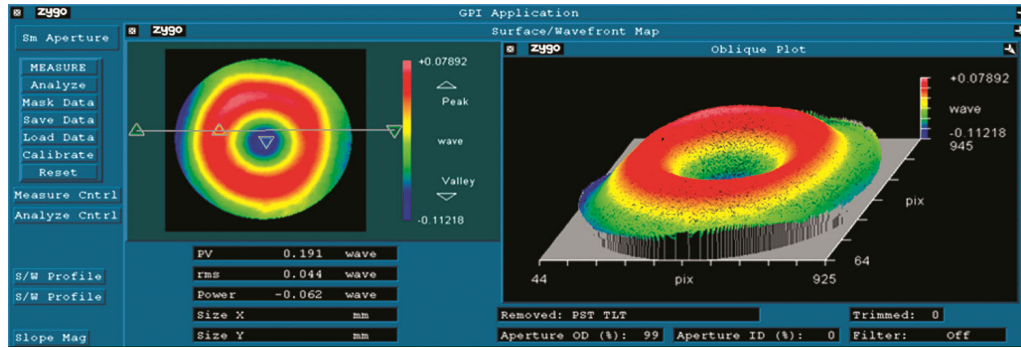 zygo
GPI Application
Sm Aperture
MEASURE
Analyze
Mask Data
Save Data
Load Data
Calibrate
Reset
Measure Cntrl
Analyze Cntrl
S/W Profile
S/W Profile
Slope Mag
zygo
Surface/Wavefront Map
+0.07892
Peak
wave
Valley
-0.11218
PV 0.191 wave
rms 0.044 wave
Power -0.062 wave
Size X mm
Size Y mm
zygo
Oblique Plot
+0.07892
wave
-0.11218
945
pix
64
44
pix
925
Removed: PST TLT
Trimmed: 0
Aperture OD (%): 99
Aperture ID (%): 0
Filter: Off